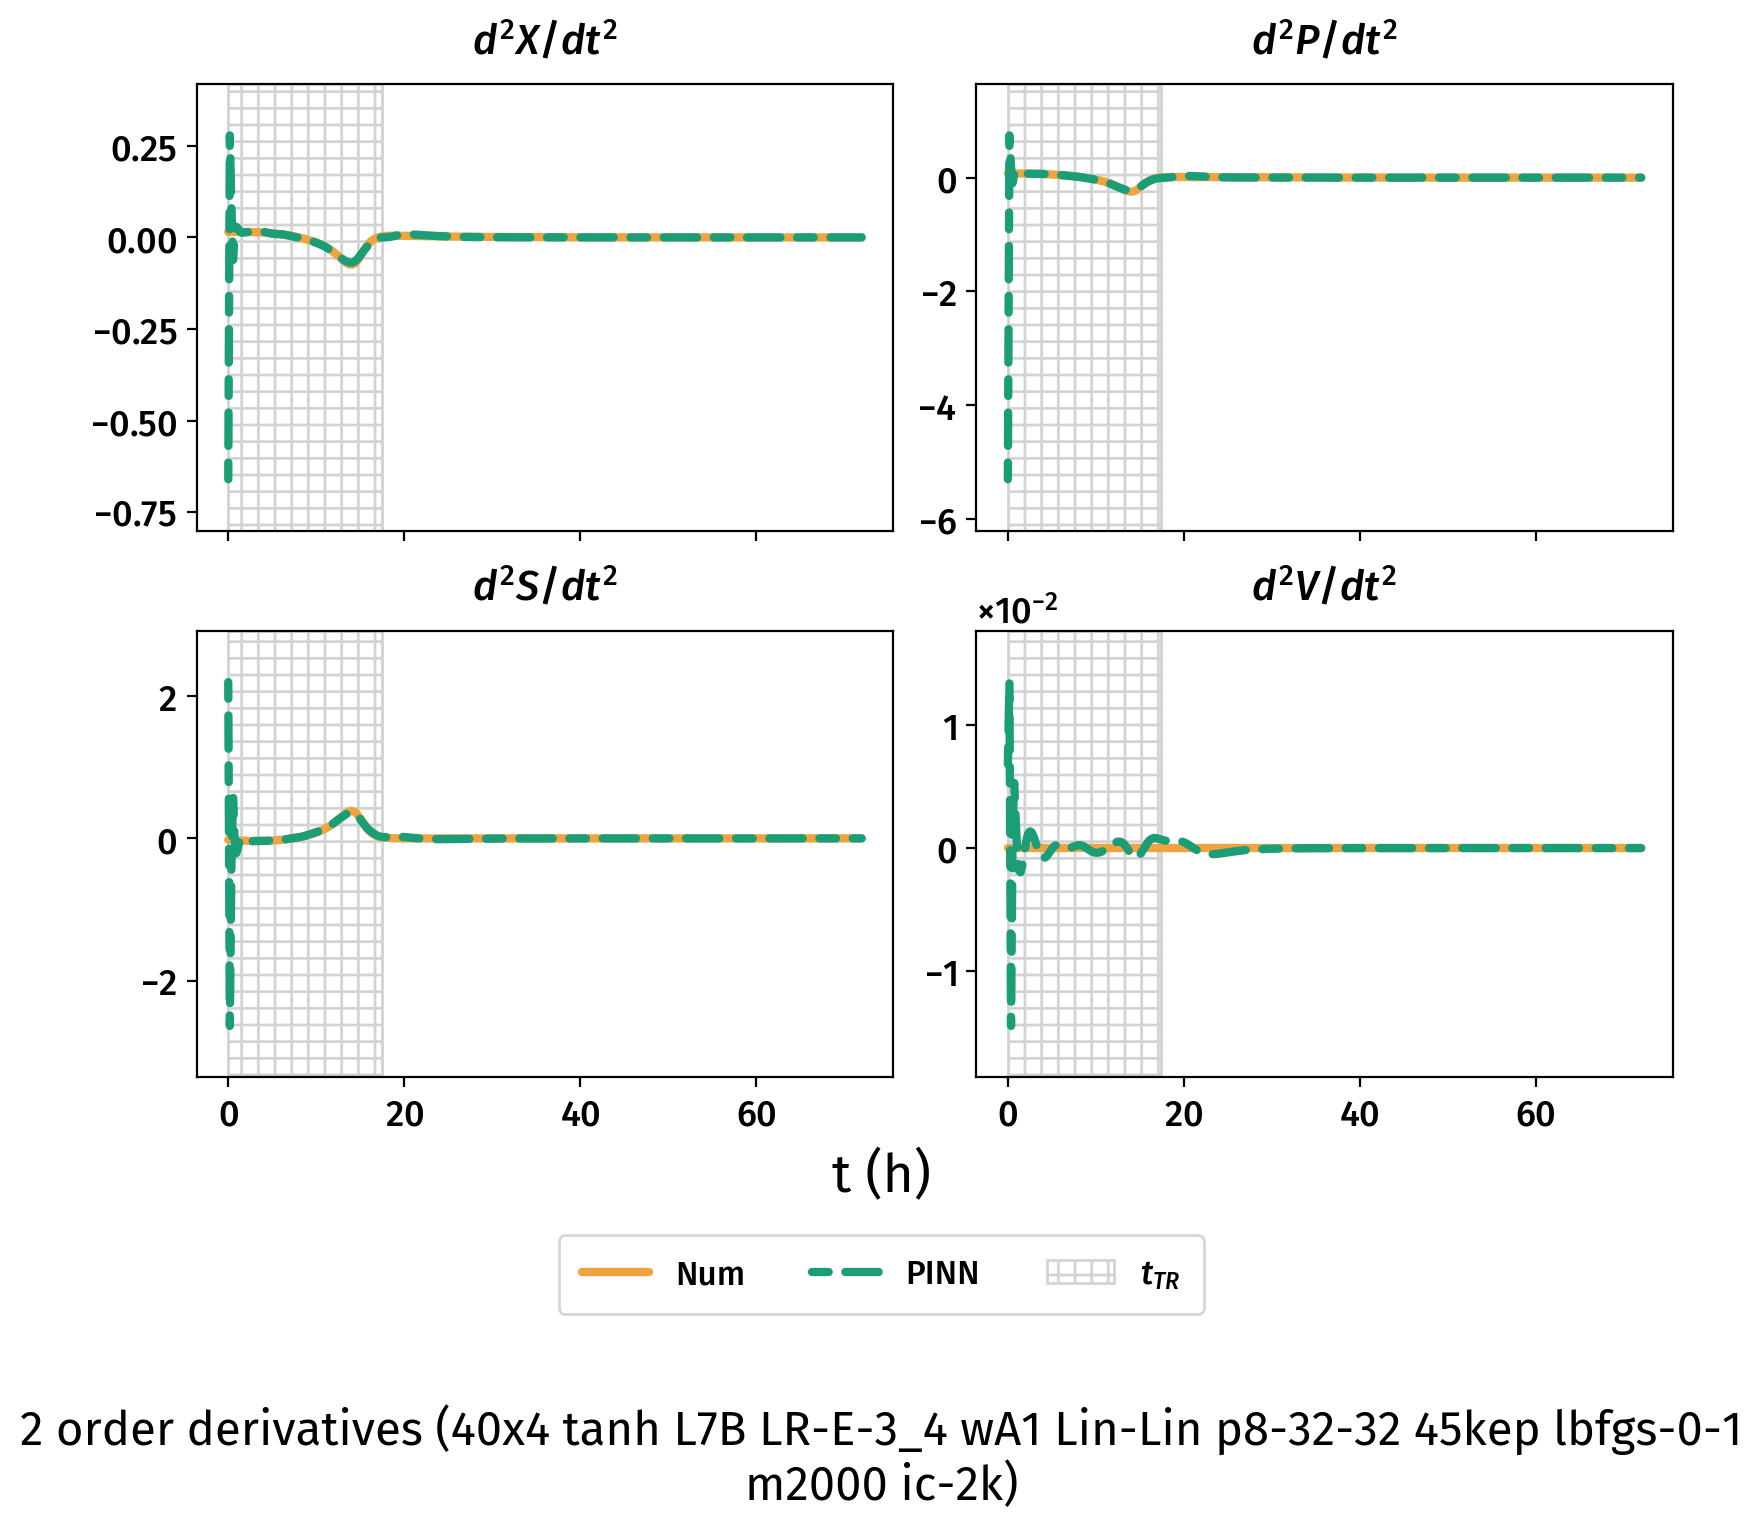 d²X/dt²
d²P/dt²
0.25
0.00
−0.25
−0.50
−0.75
0
−2
−4
−6
d²S/dt²
d²V/dt²
×10⁻²
2
0
−2
1
0
−1
0 20 40 60
0 20 40 60
t (h)
Num PINN t_TR
2 order derivatives (40x4 tanh L7B LR-E-3_4 wA1 Lin-Lin p8-32-32 45kep lbfgs-0-1
m2000 ic-2k)